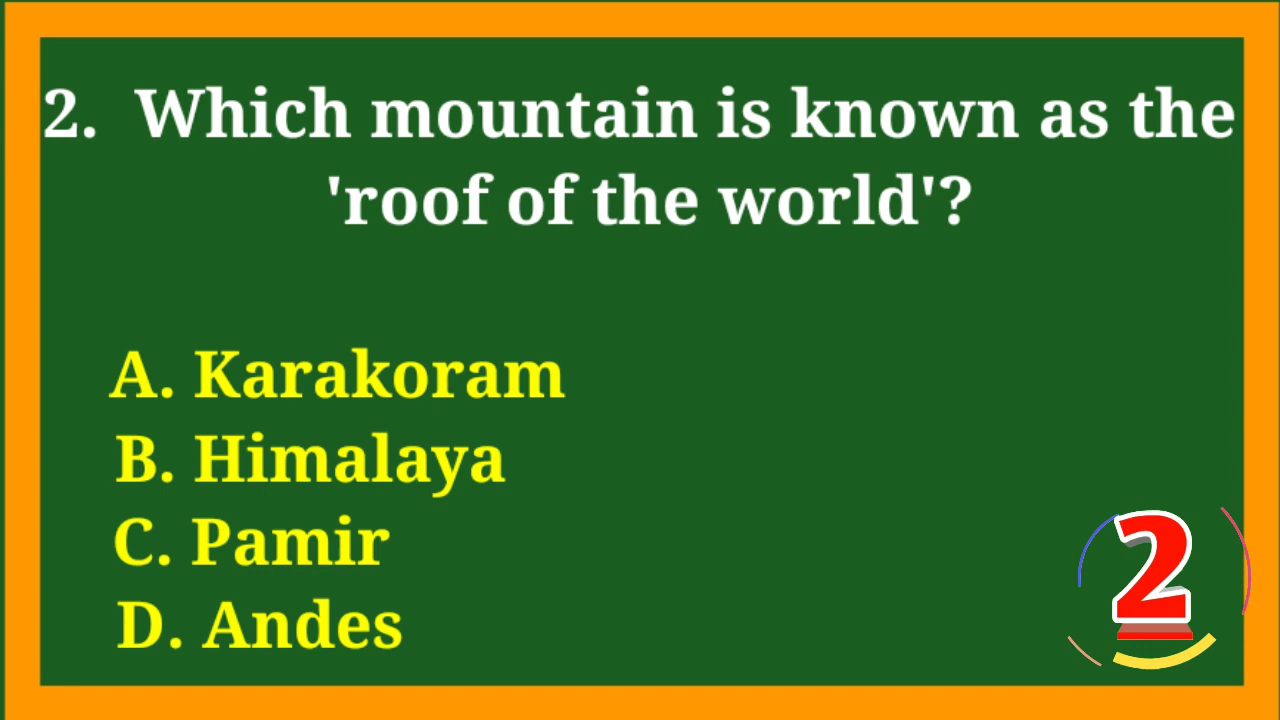 2. Which mountain is known as the
'roof of the world'?
A. Karakoram
B. Himalaya
C. Pamir
D. Andes
2